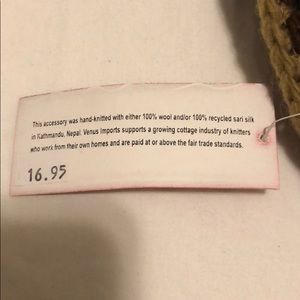 This accessory was hand-knitted with either 100% wool and/or 100% recycled sari silk
in Kathmandu, Nepal. Venus Imports supports a growing cottage industry of knitters
who work from their own homes and are paid at or above the fair trade standards.
16.95